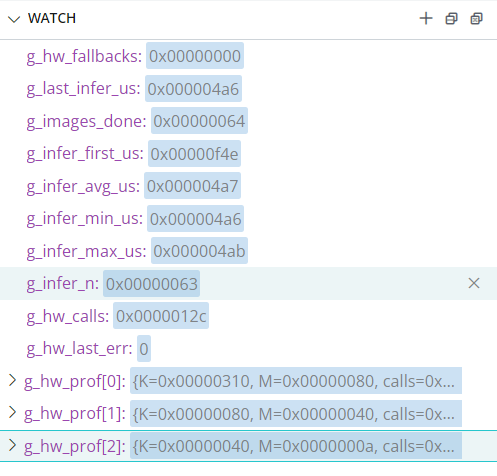 WATCH
g_hw_fallbacks: 0x00000000
g_last_infer_us: 0x000004a6
g_images_done: 0x00000064
g_infer_first_us: 0x00000f4e
g_infer_avg_us: 0x000004a7
g_infer_min_us: 0x000004a6
g_infer_max_us: 0x000004ab
g_infer_n: 0x00000063
g_hw_calls: 0x0000012c
g_hw_last_err: 0
g_hw_prof[0]: {K=0x00000310, M=0x00000080, calls=0x...
g_hw_prof[1]: {K=0x00000080, M=0x00000040, calls=0x...
g_hw_prof[2]: {K=0x00000040, M=0x0000000a, calls=0x...